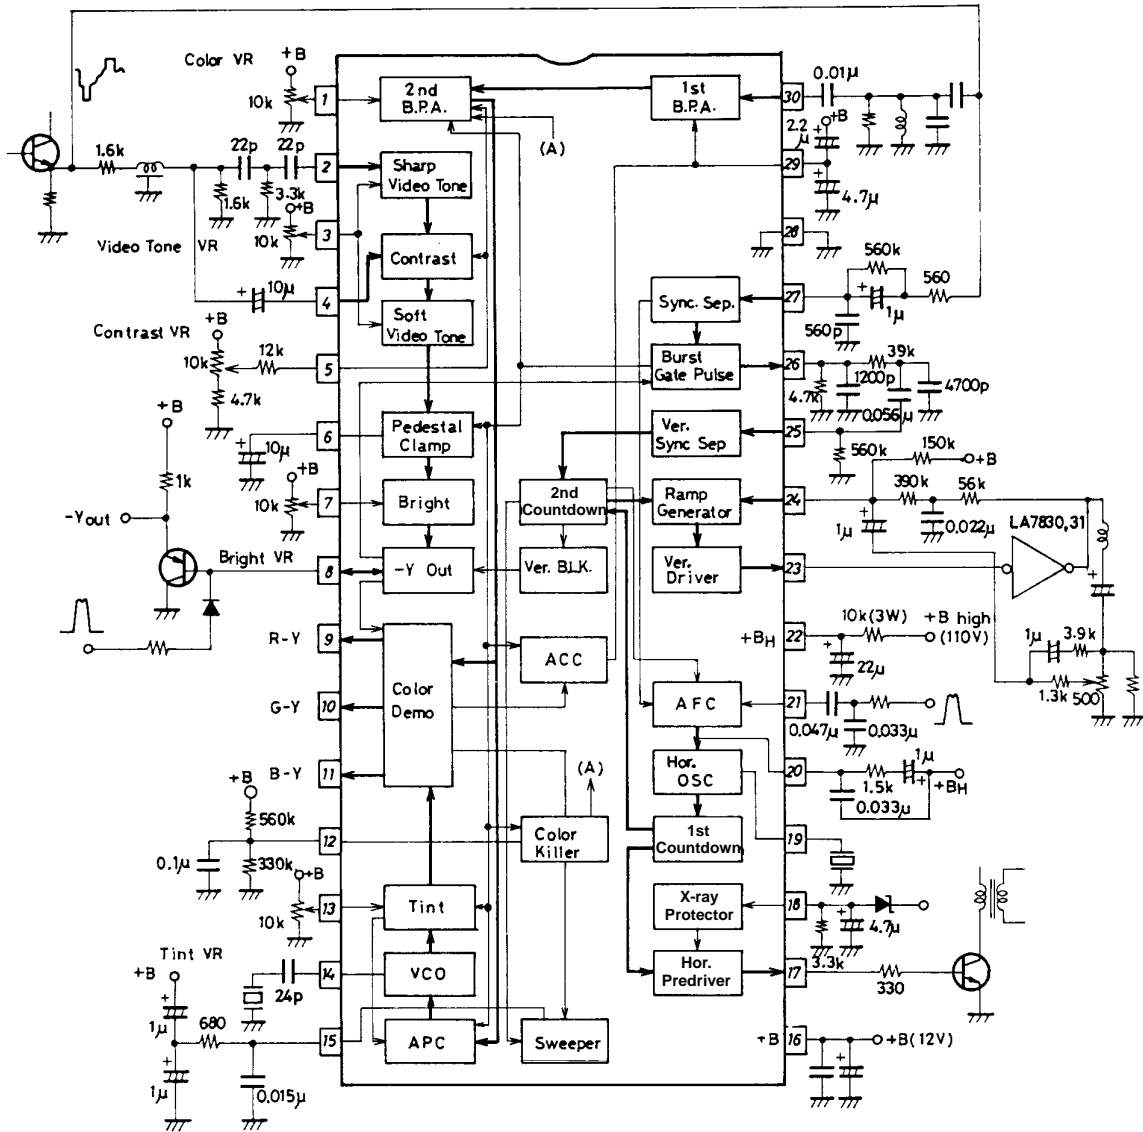 Color VR
+B
10k
1
2nd
B.P.A.
1st
B.P.A.
30
0.01μ
+B
2.2
μ
(A)
29
4.7μ
1.6k
22p
22p
2
Sharp
Video Tone
1.6k
3.3k
+B
10k
3
28
Video Tone VR
Contrast
560k
560
10μ
4
Sync. Sep.
27
1μ
560p
Contrast VR
+B
Soft
Video Tone
10k
12k
5
Burst
Gate Pulse
26
39k
1200p
4700p
4.7k
4.7k
0.056μ
+B
6
Pedestal
Clamp
Ver.
Sync Sep
25
10μ
560k
150k
+B
1k
+B
10k
7
Bright
2nd
Countdown
Ramp
Generator
24
390k
56k
-Yout
1μ
0.022μ
LA7830,31
Bright VR
8
-Y Out
Ver. B.L.K.
Ver.
Driver
23
R-Y
9
+BH
22
10k(3W)
+B high
(110V)
22μ
1μ
3.9k
ACC
Color
Demo
G-Y
10
AFC
21
1.3k
500
0.047μ
0.033μ
B-Y
11
(A)
Hor.
OSC
20
1μ
1.5k
+BH
0.033μ
+B
560k
12
Color
Killer
1st
Countdown
19
0.1μ
330k
+B
10k
13
Tint
X-ray
Protector
18
4.7μ
Tint VR
+B
14
VCO
Hor.
Predriver
17
3.3k
330
24p
1μ
680
15
APC
Sweeper
+B
16
+B(12V)
1μ
0.015μ